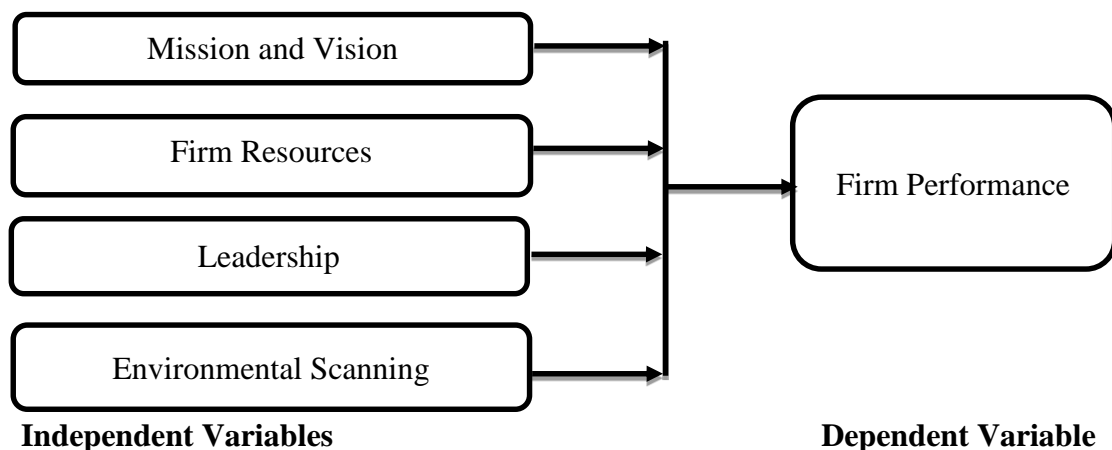 Mission and Vision
Firm Resources
Leadership
Environmental Scanning
Firm Performance
Independent Variables
Dependent Variable